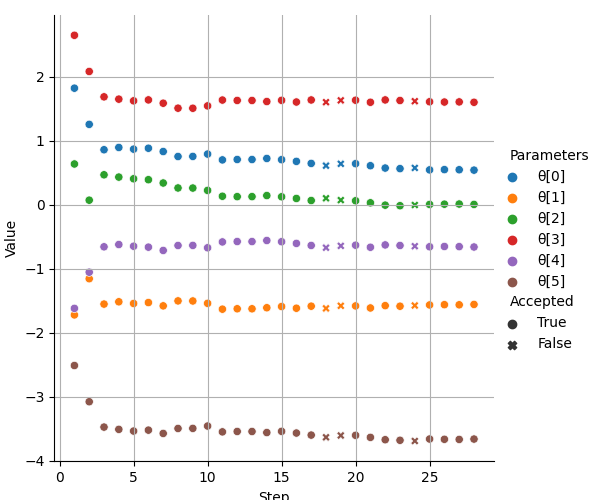 Value
2
1
0
−1
−2
−3
−4
0 5 10 15 20 25
Step
Parameters
θ[0]
θ[1]
θ[2]
θ[3]
θ[4]
θ[5]
Accepted
True
False